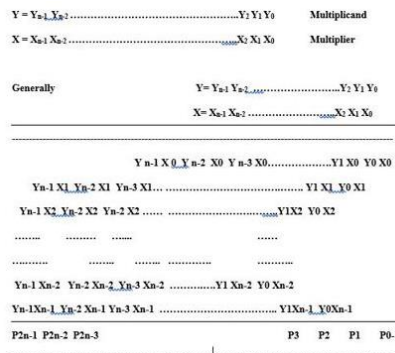 Y = Yn-1 Yn-2 ............................................Y2 Y1 Y0 Multiplicand
X = Xn-1 Xn-2 ............................................X2 X1 X0 Multiplier
Generally Y= Yn-1 Yn-2 ........................Y2 Y1 Y0
X= Xn-1 Xn-2 ........................X2 X1 X0
Y n-1 X 0 Y n-2 X0 Y n-3 X0..................Y1 X0 Y0 X0
Yn-1 X1 Yn-2 X1 Yn-3 X1... ....................................... Y1 X1 Y0 X1
Yn-1 X2 Yn-2 X2 Yn-2 X2 ...... ..............................Y1X2 Y0 X2
........ ......... ....... ......
........... ........ ........ ............. ..........
Yn-1 Xn-2 Yn-2 Xn-2 Yn-3 Xn-2 .............Y1 Xn-2 Y0 Xn-2
Yn-1Xn-1 Yn-2 Xn-1 Yn-3 Xn-1 ................................. Y1Xn-1 Y0Xn-1
P2n-1 P2n-2 P2n-3 P3 P2 P1 P0-